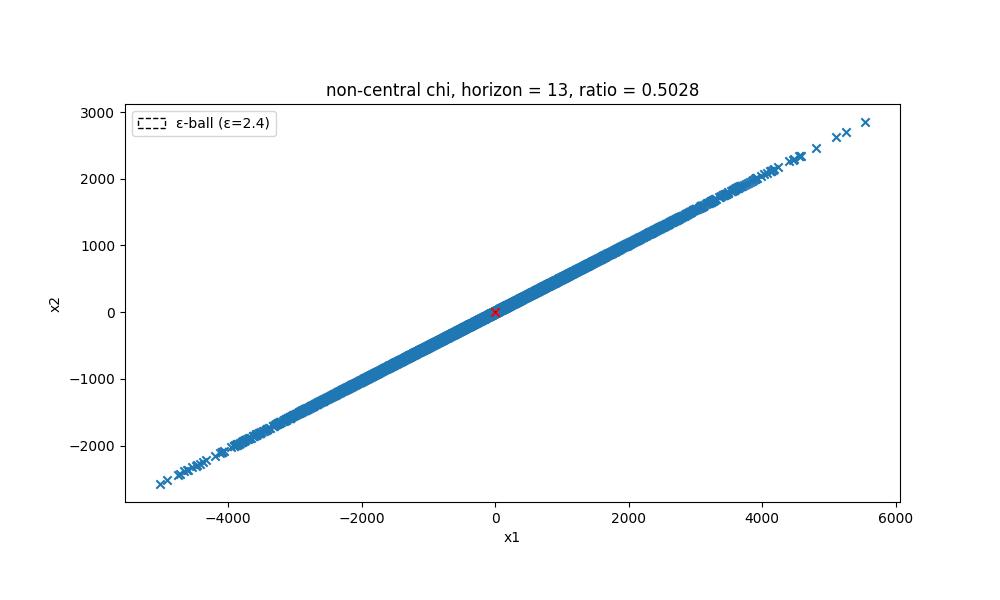 non-central chi, horizon = 13, ratio = 0.5028
ε-ball (ε=2.4)
3000
2000
1000
0
−1000
−2000
x2
−4000 −2000 0 2000 4000 6000
x1